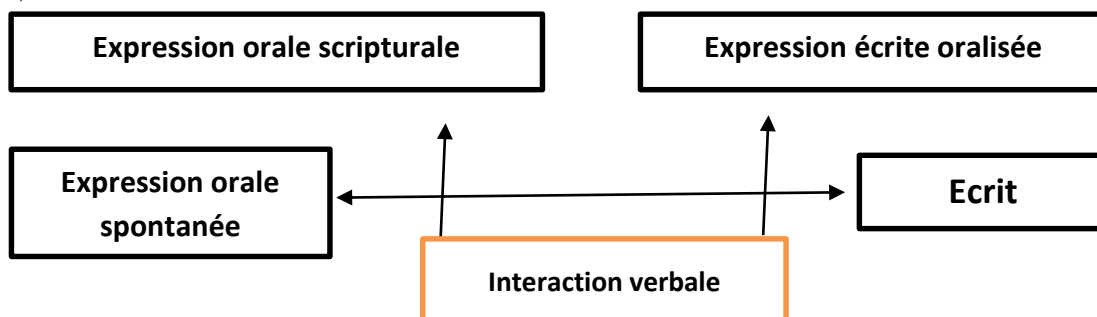 Expression orale scripturale
Expression écrite oralisée
Expression orale
spontanée
Ecrit
Interaction verbale